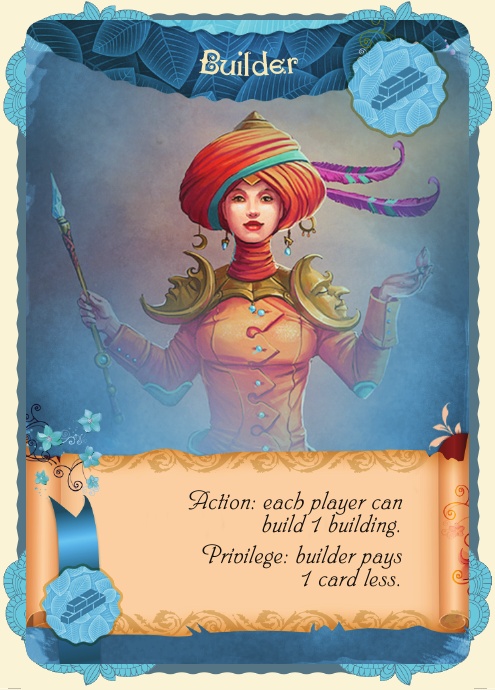 Builder
Action: each player can
build 1 building.
Privilege: builder pays
1 card less.